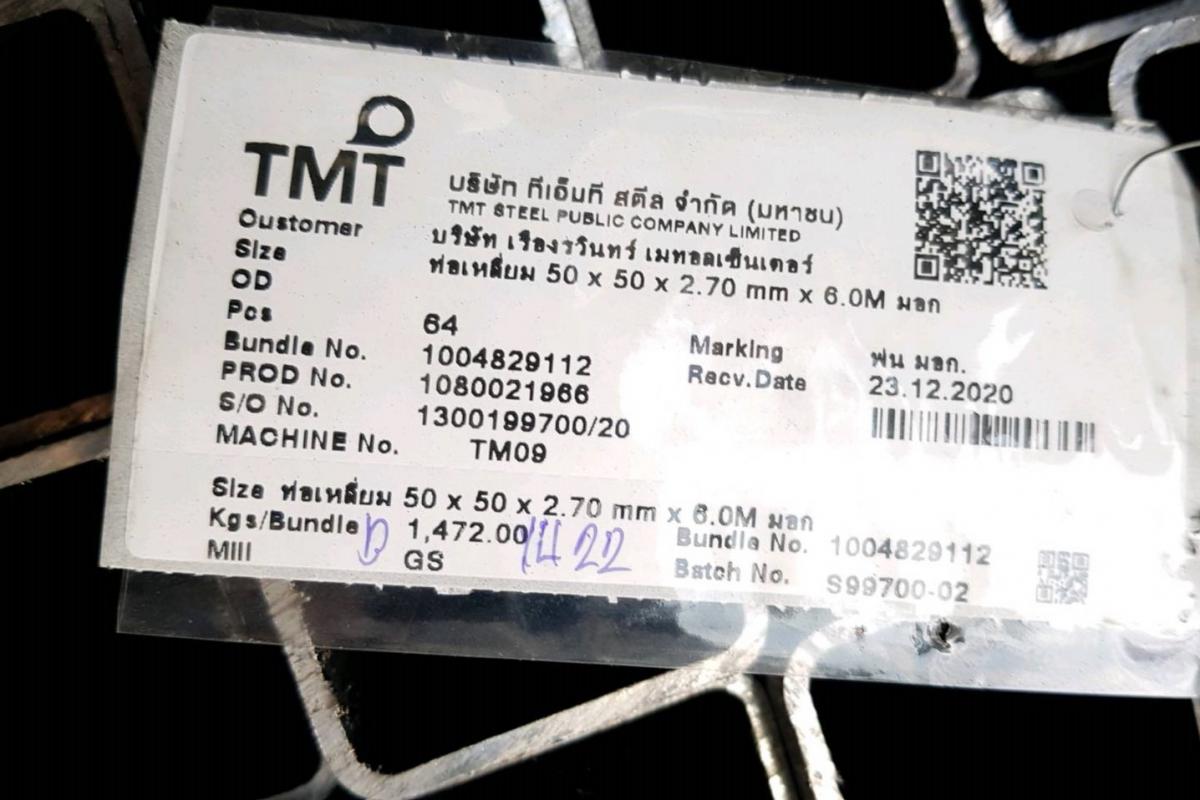 TMT
บริษัท ทีเอ็มที สตีล จำกัด (มหาชน)
TMT STEEL PUBLIC COMPANY LIMITED
Customer บริษัท เรืองรวินทร์ เมทอลเซ็นเตอร์
Size ท่อเหลี่ยม 50 x 50 x 2.70 mm x 6.0M มอก
OD
Pcs 64
Bundle No. 1004829112 Marking พ่น มอก.
PROD No. 1080021966 Recv.Date 23.12.2020
S/O No. 1300199700/20
MACHINE No. TM09
Size ท่อเหลี่ยม 50 x 50 x 2.70 mm x 6.0M มอก
Kgs/Bundle 1,472.00 1422 Bundle No. 1004829112
Mill GS Batch No. S99700-02